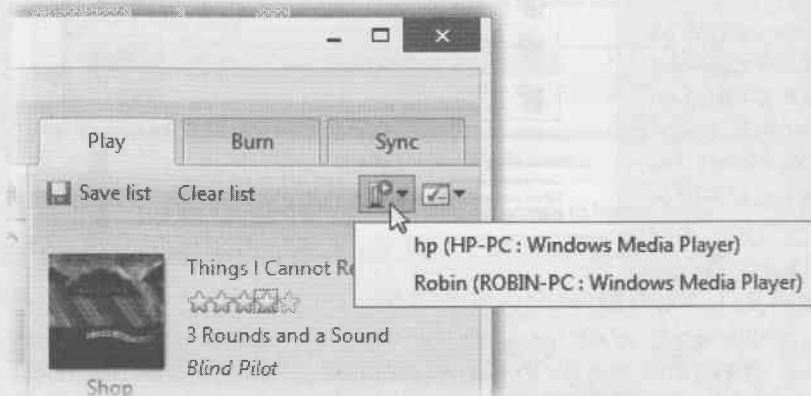 Play Burn Sync
Save list Clear list
hp (HP-PC : Windows Media Player)
Robin (ROBIN-PC : Windows Media Player)
Things I Cannot Re
3 Rounds and a Sound
Blind Pilot
Shop